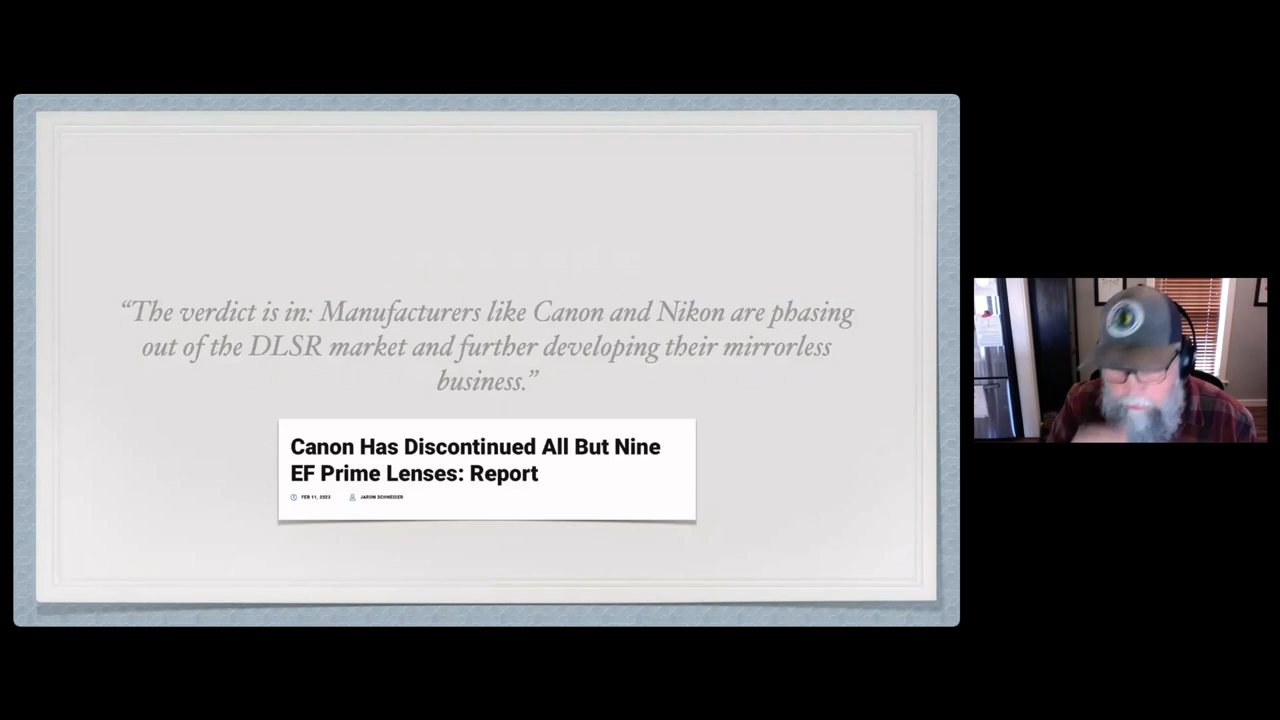 “The verdict is in: Manufacturers like Canon and Nikon are phasing
out of the DLSR market and further developing their mirrorless
business.”
Canon Has Discontinued All But Nine
EF Prime Lenses: Report
FEB 11, 2022 JARON SCHNEIDER